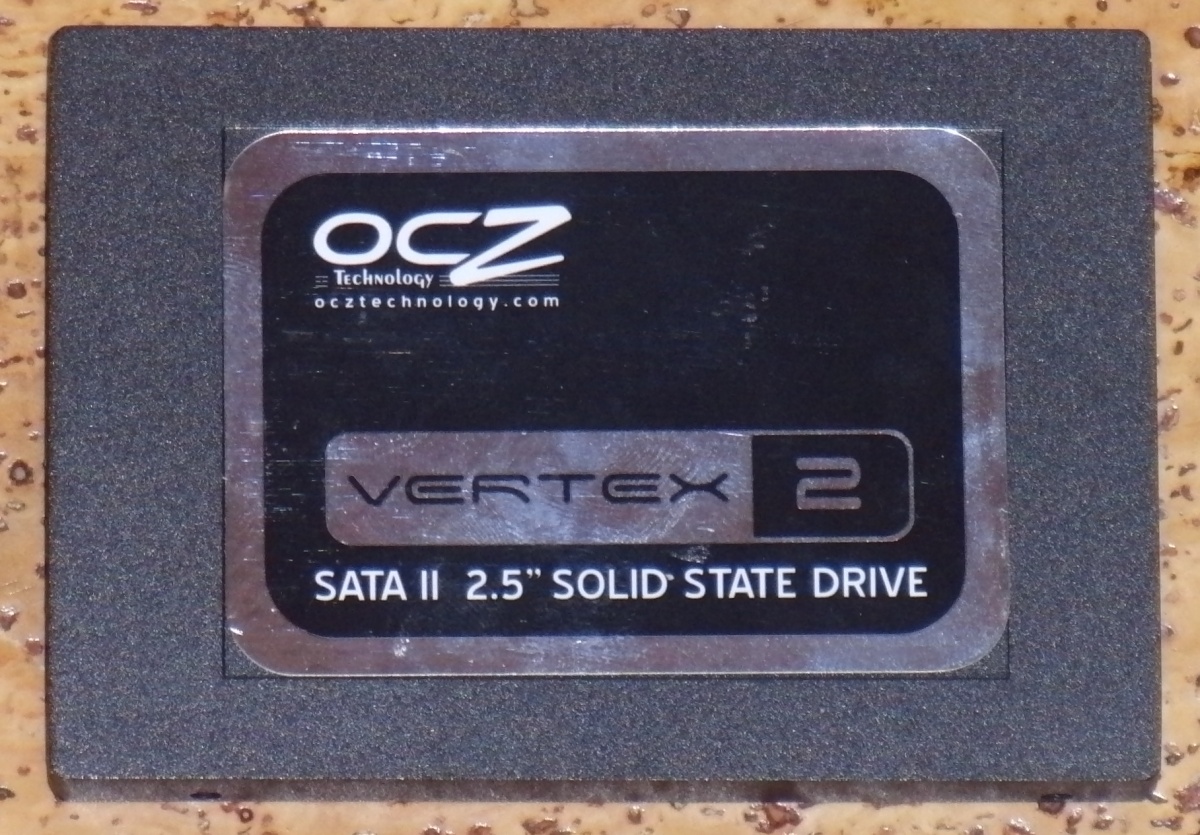 OCZ
Technology
ocztechnology.com
VERTEX 2
SATA II 2.5” SOLID STATE DRIVE